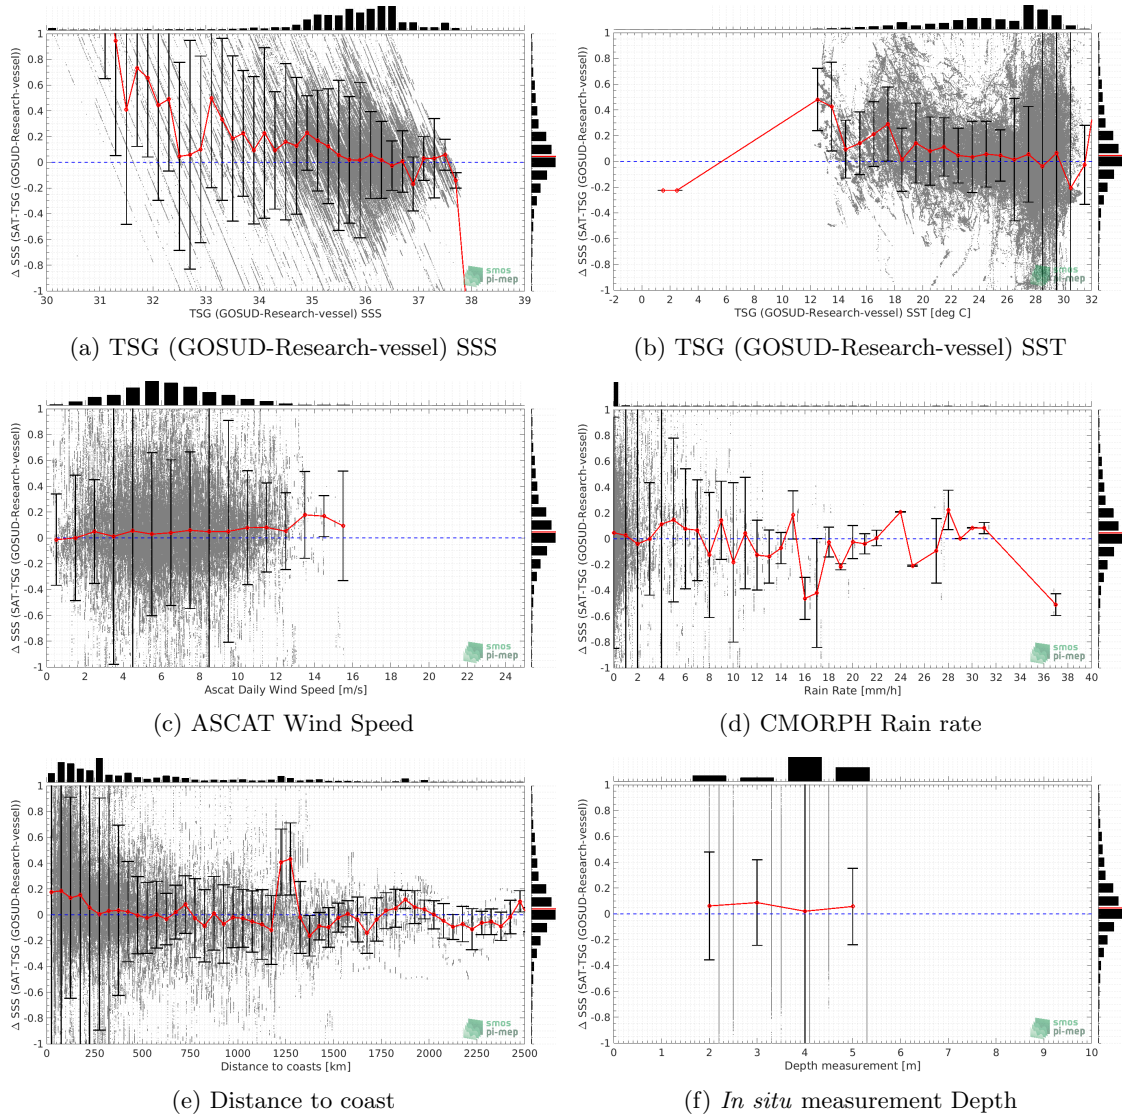 Δ SSS (SAT-TSG (GOSUD-Research-vessel))
1
0.8
0.6
0.4
0.2
0
-0.2
-0.4
-0.6
-0.8
-1
smos
pi-mep
30 31 32 33 34 35 36 37 38 39
TSG (GOSUD-Research-vessel) SSS
(a) TSG (GOSUD-Research-vessel) SSS
Δ SSS (SAT-TSG (GOSUD-Research-vessel))
1
0.8
0.6
0.4
0.2
0
-0.2
-0.4
-0.6
-0.8
-1
smos
pi-mep
-2 0 2 4 6 8 10 12 14 16 18 20 22 24 26 28 30 32
TSG (GOSUD-Research-vessel) SST [deg C]
(b) TSG (GOSUD-Research-vessel) SST
Δ SSS (SAT-TSG (GOSUD-Research-vessel))
1
0.8
0.6
0.4
0.2
0
-0.2
-0.4
-0.6
-0.8
-1
smos
pi-mep
0 2 4 6 8 10 12 14 16 18 20 22 24
Ascat Daily Wind Speed [m/s]
(c) ASCAT Wind Speed
Δ SSS (SAT-TSG (GOSUD-Research-vessel))
1
0.8
0.6
0.4
0.2
0
-0.2
-0.4
-0.6
-0.8
-1
smos
pi-mep
0 2 4 6 8 10 12 14 16 18 20 22 24 26 28 30 32 34 36 38 40
Rain Rate [mm/h]
(d) CMORPH Rain rate
Δ SSS (SAT-TSG (GOSUD-Research-vessel))
1
0.8
0.6
0.4
0.2
0
-0.2
-0.4
-0.6
-0.8
-1
smos
pi-mep
0 250 500 750 1000 1250 1500 1750 2000 2250 2500
Distance to coasts [km]
(e) Distance to coast
Δ SSS (SAT-TSG (GOSUD-Research-vessel))
1
0.8
0.6
0.4
0.2
0
-0.2
-0.4
-0.6
-0.8
-1
smos
pi-mep
0 1 2 3 4 5 6 7 8 9 10
Depth measurement [m]
(f) In situ measurement Depth